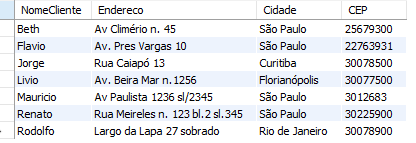 NomeCliente Endereco Cidade CEP
Beth Av Climério n. 45 São Paulo 25679300
Flavio Av. Pres Vargas 10 São Paulo 22763931
Jorge Rua Caiapó 13 Curitiba 30078500
Livio Av. Beira Mar n.1256 Florianópolis 30077500
Mauricio Av Paulista 1236 sl/2345 São Paulo 3012683
Renato Rua Meireles n. 123 bl.2 sl.345 São Paulo 30225900
Rodolfo Largo da Lapa 27 sobrado Rio de Janeiro 30078900